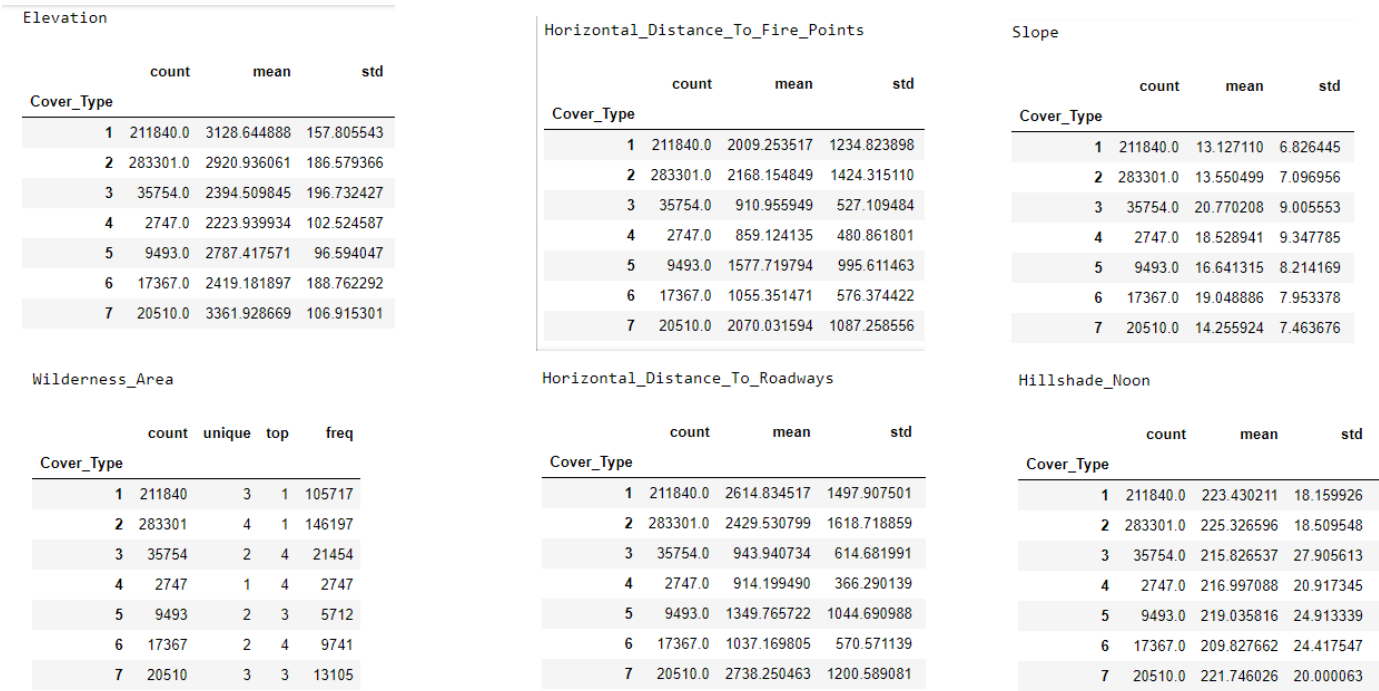 Elevation
count mean std
Cover_Type
1 211840.0 3128.644888 157.805543
2 283301.0 2920.936061 186.579366
3 35754.0 2394.509845 196.732427
4 2747.0 2223.939934 102.524587
5 9493.0 2787.417571 96.594047
6 17367.0 2419.181897 188.762292
7 20510.0 3361.928669 106.915301
Horizontal_Distance_To_Fire_Points
count mean std
Cover_Type
1 211840.0 2009.253517 1234.823898
2 283301.0 2168.154849 1424.315110
3 35754.0 910.955949 527.109484
4 2747.0 859.124135 480.861801
5 9493.0 1577.719794 995.611463
6 17367.0 1055.351471 576.374422
7 20510.0 2070.031594 1087.258556
Slope
count mean std
Cover_Type
1 211840.0 13.127110 6.826445
2 283301.0 13.550499 7.096956
3 35754.0 20.770208 9.005553
4 2747.0 18.528941 9.347785
5 9493.0 16.641315 8.214169
6 17367.0 19.048886 7.953378
7 20510.0 14.255924 7.463676
Wilderness_Area
count unique top freq
Cover_Type
1 211840 3 1 105717
2 283301 4 1 146197
3 35754 2 4 21454
4 2747 1 4 2747
5 9493 2 3 5712
6 17367 2 4 9741
7 20510 3 3 13105
Horizontal_Distance_To_Roadways
count mean std
Cover_Type
1 211840.0 2614.834517 1497.907501
2 283301.0 2429.530799 1618.718859
3 35754.0 943.940734 614.681991
4 2747.0 914.199490 366.290139
5 9493.0 1349.765722 1044.690988
6 17367.0 1037.169805 570.571139
7 20510.0 2738.250463 1200.589081
Hillshade_Noon
count mean std
Cover_Type
1 211840.0 223.430211 18.159926
2 283301.0 225.326596 18.509548
3 35754.0 215.826537 27.905613
4 2747.0 216.997088 20.917345
5 9493.0 219.035816 24.913339
6 17367.0 209.827662 24.417547
7 20510.0 221.746026 20.000063